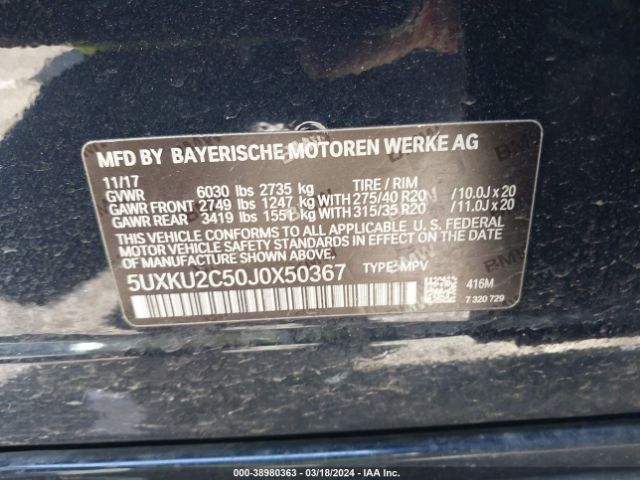 MFD BY BAYERISCHE MOTOREN WERKE AG
11/17
GVWR 6030 lbs 2735 kg TIRE / RIM
GAWR FRONT 2749 lbs 1247 kg WITH 275/40 R20 / 10.0J x 20
GAWR REAR 3419 lbs 1551 kg WITH 315/35 R20 / 11.0J x 20
THIS VEHICLE CONFORMS TO ALL APPLICABLE U. S. FEDERAL
MOTOR VEHICLE SAFETY STANDARDS IN EFFECT ON THE DATE
OF MANUFACTURE SHOWN ABOVE.
5UXKU2C50J0X50367 TYPE-MPV
416M
7 320 729
000-38980363 - 03/18/2024 - IAA Inc.